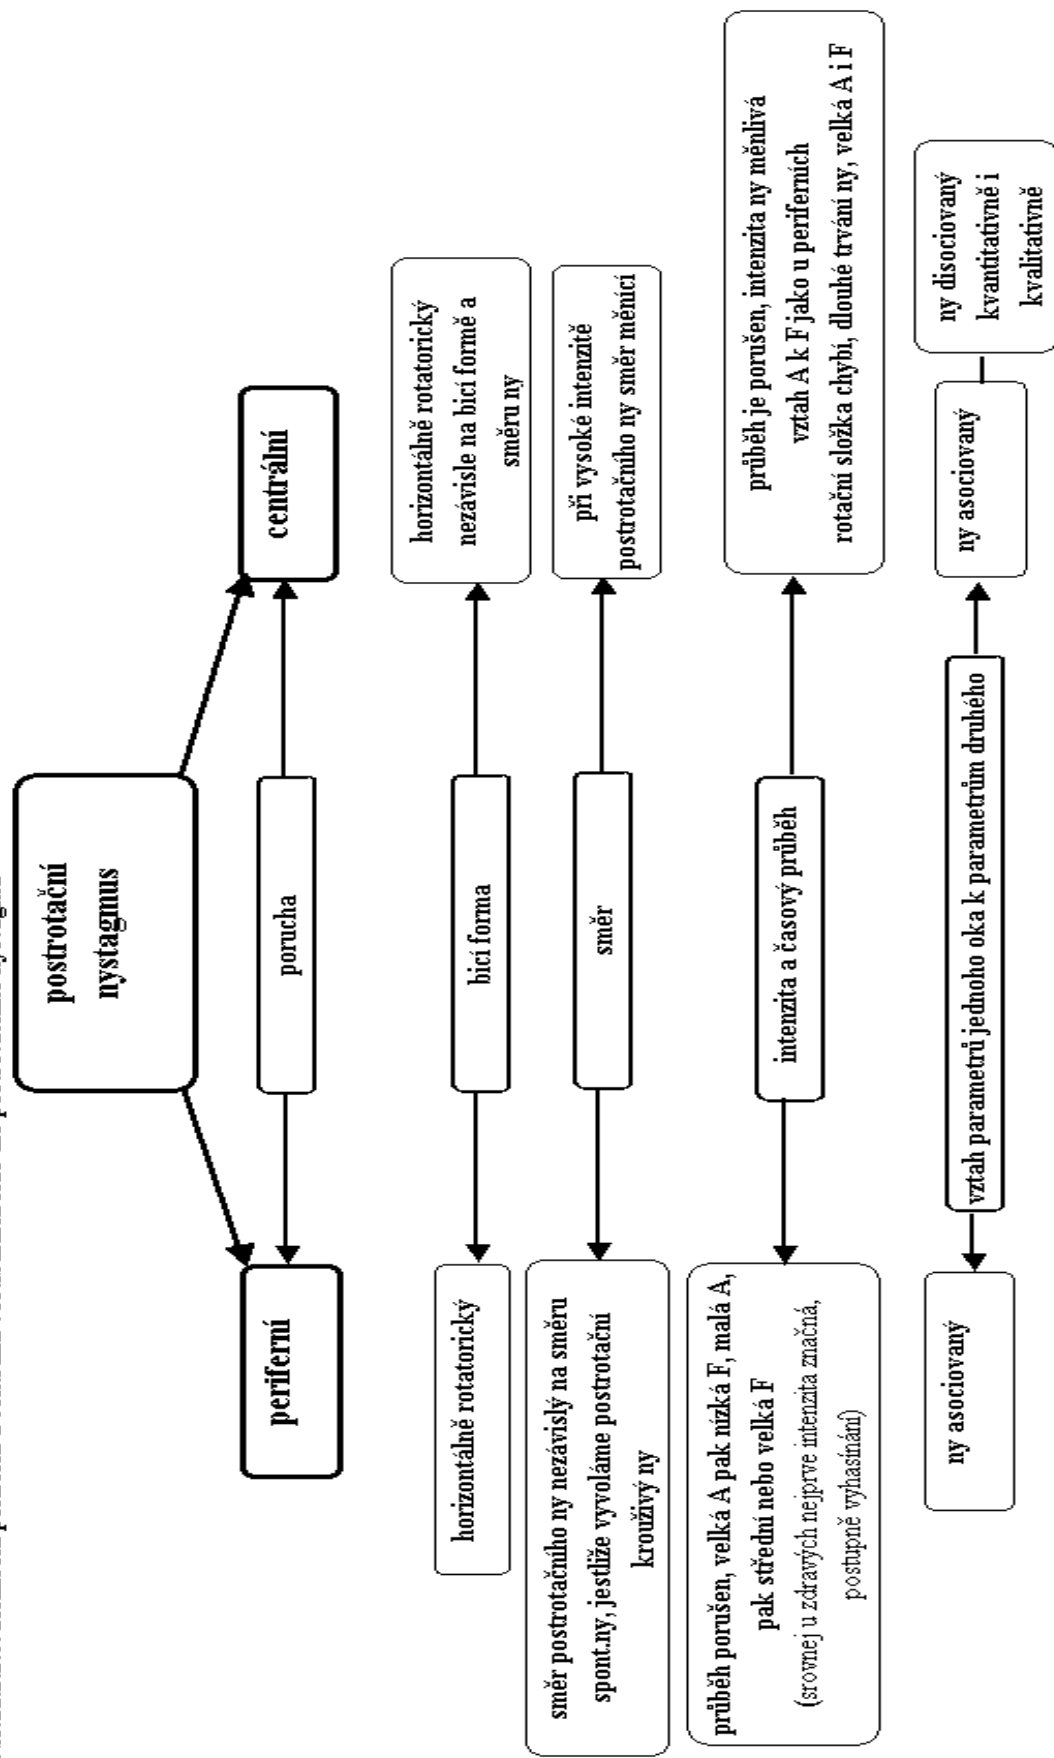 postrotační
nystagmus
periferní
porucha
centrální
horizontálně rotatorický
bicí forma
horizontálně rotatorický
nezávisle na bicí formě a
směru ny
směr postrotačního ny nezávislý na směru
spont.ny, jestliže vyvoláme postrotační
krouživý ny
směr
při vysoké intenzitě
postrotačního ny směr měnící
průběh porušen, velká A pak nízká F, malá A,
pak střední nebo velká F
(srovnej u zdravých nejprve intenzita značná,
postupně vyhasínání)
intenzita a časový průběh
průběh je porušen, intenzita ny měnlivá
vztah A k F jako u periferních
rotační složka chybí, dlouhé trvání ny, velká A i F
ny asociovaný
vztah parametrů jednoho oka k parametrům druhého
ny asociovaný
ny disociovaný
kvantitativně i
kvalitativně